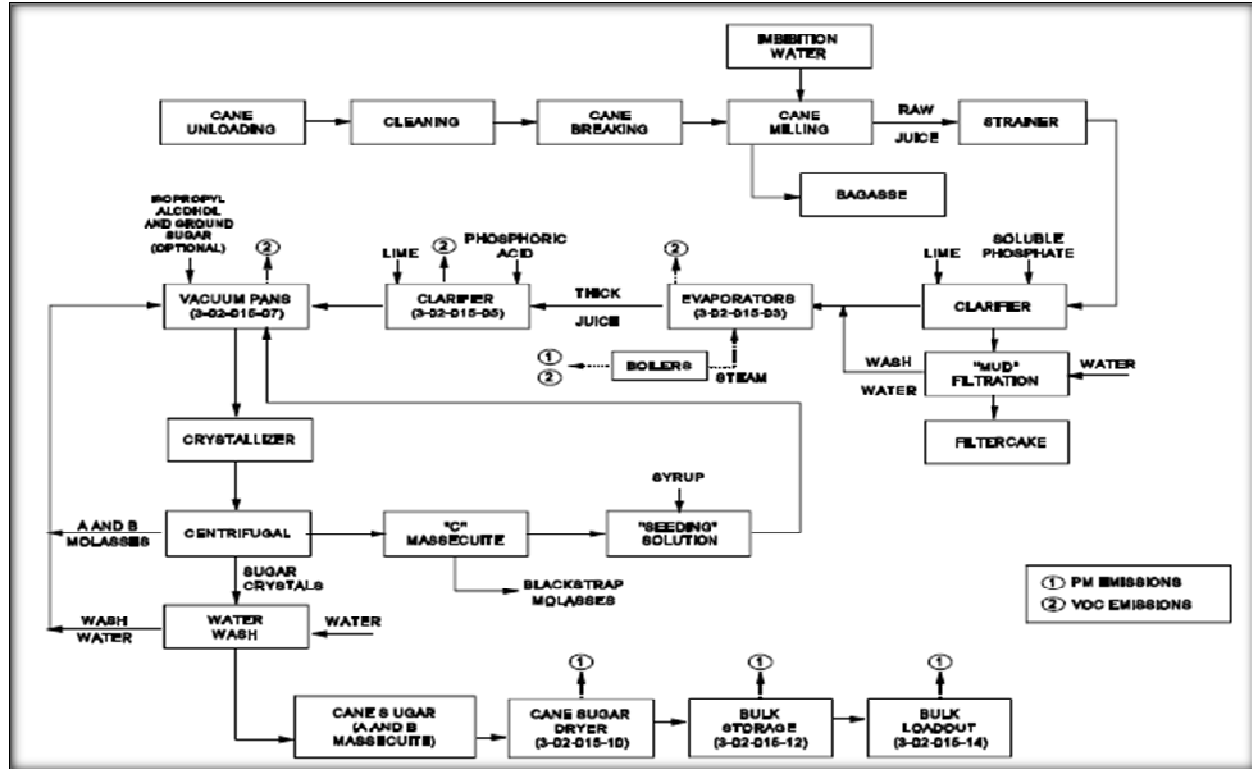 IMBIBITION
WATER
CANE
UNLOADING
CLEANING
CANE
BREAKING
CANE
MILLING
RAW
JUICE
STRAINER
BAGASSE
ISOPROPYL
ALCOHOL
AND GROUND
SUGAR
(OPTIONAL)
2
LIME
2
PHOSPHORIC
ACID
2
LIME
SOLUBLE
PHOSPHATE
VACUUM PANS
(3-02-015-07)
CLARIFIER
(3-02-015-05)
THICK
JUICE
EVAPORATORS
(3-02-015-03)
CLARIFIER
1
2
BOILERS
STEAM
WASH
WATER
"MUD"
FILTRATION
WATER
FILTERCAKE
CRYSTALLIZER
A AND B
MOLASSES
CENTRIFUGAL
"C"
MASSECUITE
SYRUP
"SEEDING"
SOLUTION
SUGAR
CRYSTALS
BLACKSTRAP
MOLASSES
WASH
WATER
WATER
WASH
WATER
1 PM EMISSIONS
2 VOC EMISSIONS
CANE SUGAR
(A AND B
MASSECUITE)
1
CANE SUGAR
DRYER
(3-02-015-10)
1
BULK
STORAGE
(3-02-015-12)
1
BULK
LOADOUT
(3-02-015-14)